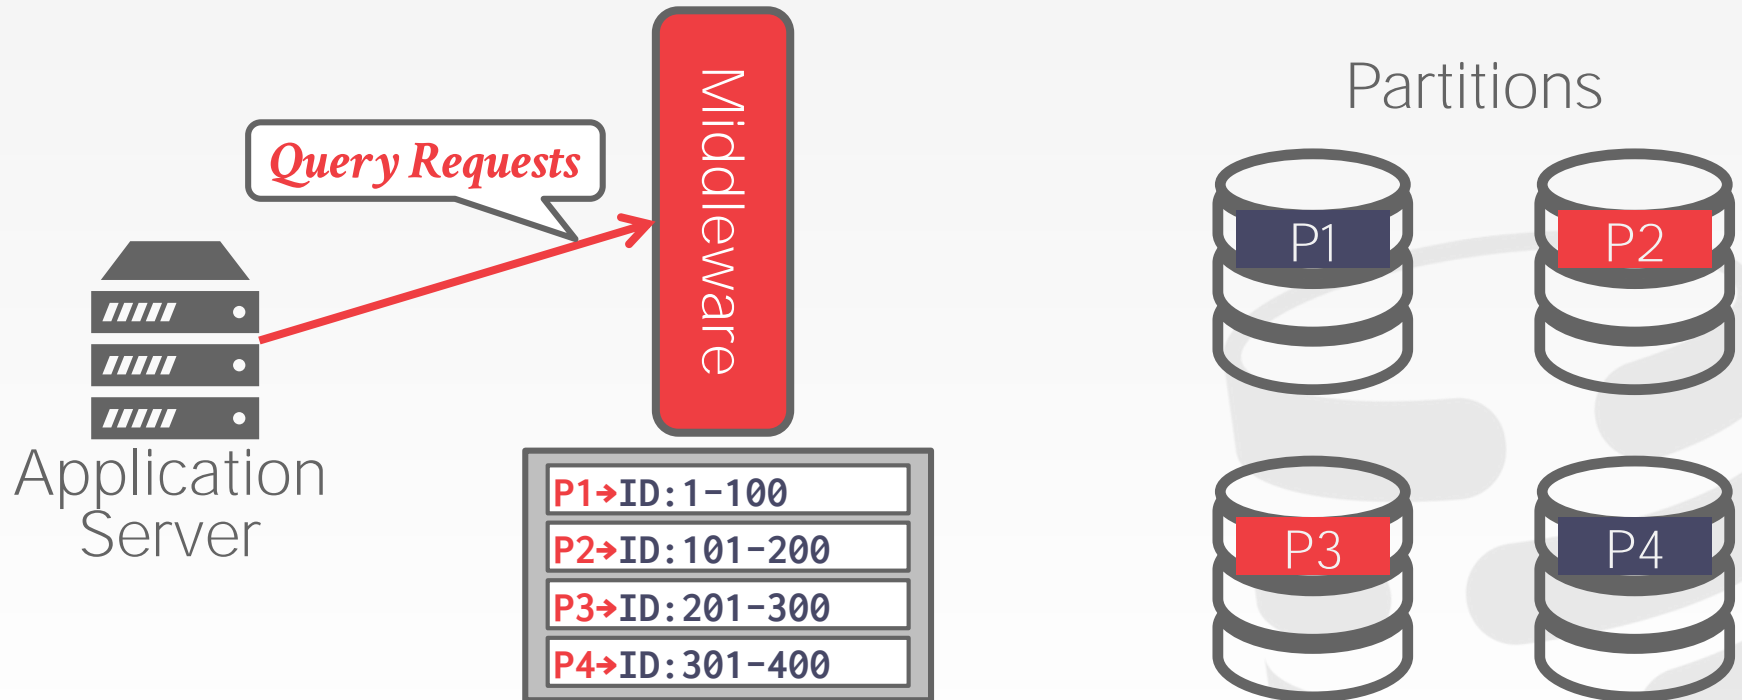 Middleware
Partitions
Query Requests
P1
P2
Application
Server
P1→ID:1-100
P2→ID:101-200
P3→ID:201-300
P4→ID:301-400
P3
P4